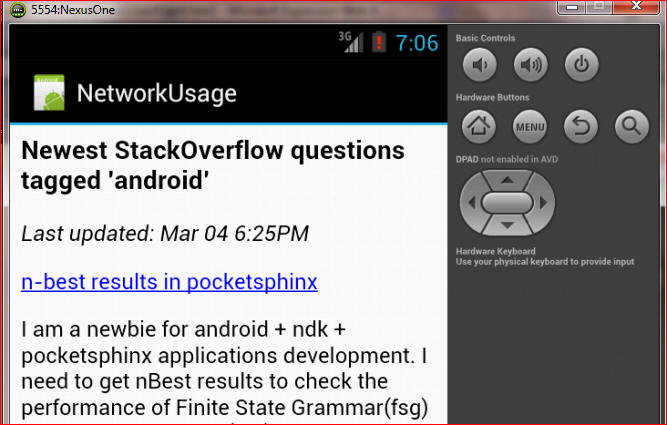 5554:NexusOne
3G 7:06
NetworkUsage
Newest StackOverflow questions
tagged 'android'
Last updated: Mar 04 6:25PM
n-best results in pocketsphinx
I am a newbie for android + ndk +
pocketsphinx applications development. I
need to get nBest results to check the
performance of Finite State Grammar(fsg)
Basic Controls
Hardware Buttons
MENU
DPAD not enabled in AVD
Hardware Keyboard
Use your physical keyboard to provide input